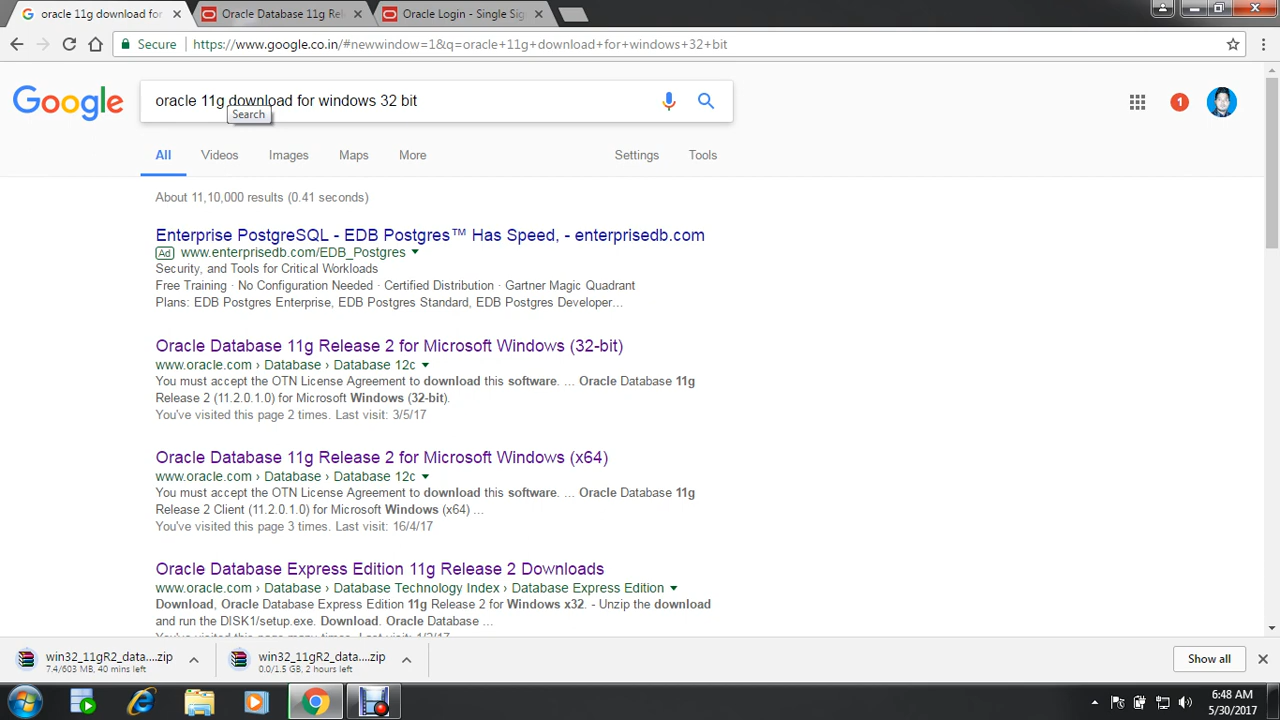 oracle 11g download for
Oracle Database 11g Rel
Oracle Login - Single Sig
Secure
https://www.google.co.in/#newwindow=1&q=oracle+11g+download+for+windows+32+bit
Google
oracle 11g download for windows 32 bit
Search
1
All
Videos
Images
Maps
More
Settings
Tools
About 11,10,000 results (0.41 seconds)
Enterprise PostgreSQL - EDB Postgres™ Has Speed, - enterprisedb.com
Ad www.enterprisedb.com/EDB_Postgres
Security, and Tools for Critical Workloads
Free Training · No Configuration Needed · Certified Distribution · Gartner Magic Quadrant
Plans: EDB Postgres Enterprise, EDB Postgres Standard, EDB Postgres Developer...
Oracle Database 11g Release 2 for Microsoft Windows (32-bit)
www.oracle.com › Database › Database 12c
You must accept the OTN License Agreement to download this software. ... Oracle Database 11g
Release 2 (11.2.0.1.0) for Microsoft Windows (32-bit).
You've visited this page 2 times. Last visit: 3/5/17
Oracle Database 11g Release 2 for Microsoft Windows (x64)
www.oracle.com › Database › Database 12c
You must accept the OTN License Agreement to download this software. ... Oracle Database 11g
Release 2 Client (11.2.0.1.0) for Microsoft Windows (x64) ...
You've visited this page 3 times. Last visit: 16/4/17
Oracle Database Express Edition 11g Release 2 Downloads
www.oracle.com › Database › Database Technology Index › Database Express Edition
Download, Oracle Database Express Edition 11g Release 2 for Windows x32. - Unzip the download
and run the DISK1/setup.exe. Download. Oracle Database ...
You've visited this page many times. Last visit: 1/2/17
win32_11gR2_data....zip
7.4/603 MB, 40 mins left
win32_11gR2_data....zip
0.0/1.5 GB, 2 hours left
Show all
6:48 AM
5/30/2017